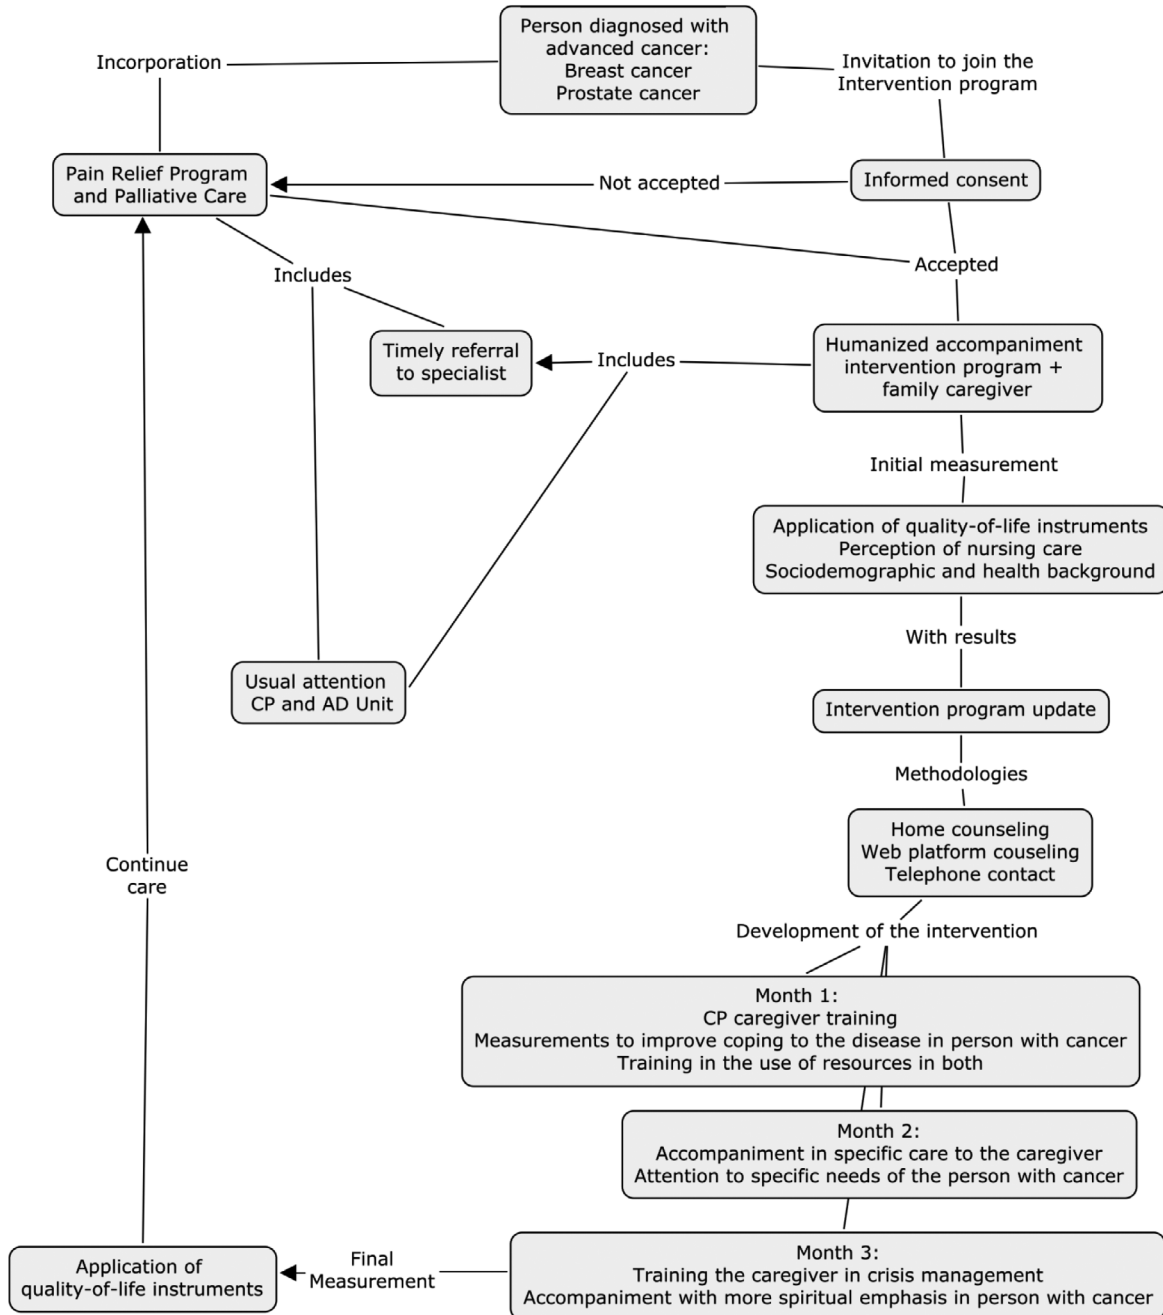 Person diagnosed with
advanced cancer:
Breast cancer
Prostate cancer
Incorporation
Invitation to join the
Intervention program
Pain Relief Program
and Palliative Care
Not accepted
Informed consent
Accepted
Includes
Timely referral
to specialist
Includes
Humanized accompaniment
intervention program +
family caregiver
Initial measurement
Application of quality-of-life instruments
Perception of nursing care
Sociodemographic and health background
With results
Usual attention
CP and AD Unit
Intervention program update
Methodologies
Home counseling
Web platform couseling
Telephone contact
Continue
care
Development of the intervention
Month 1:
CP caregiver training
Measurements to improve coping to the disease in person with cancer
Training in the use of resources in both
Month 2:
Accompaniment in specific care to the caregiver
Attention to specific needs of the person with cancer
Month 3:
Training the caregiver in crisis management
Accompaniment with more spiritual emphasis in person with cancer
Final
Measurement
Application of
quality-of-life instruments